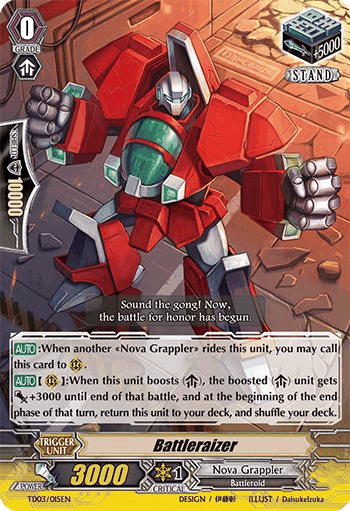 0
GRADE
+5000
STAND
SHIELD
10000
Sound the gong! Now,
the battle for honor has begun.
AUTO:When another «Nova Grappler» rides this unit, you may call
this card to .
AUTO [ ]:When this unit boosts ( ), the boosted ( ) unit gets
+3000 until end of that battle, and at the beginning of the end
phase of that turn, return this unit to your deck, and shuffle your deck.
TRIGGER
UNIT
Battleraizer
POWER
3000
1
CRITICAL
Nova Grappler
Battleroid
TD03/015EN
DESIGN / 伊藤彰
ILLUST / DaisukeIzuka